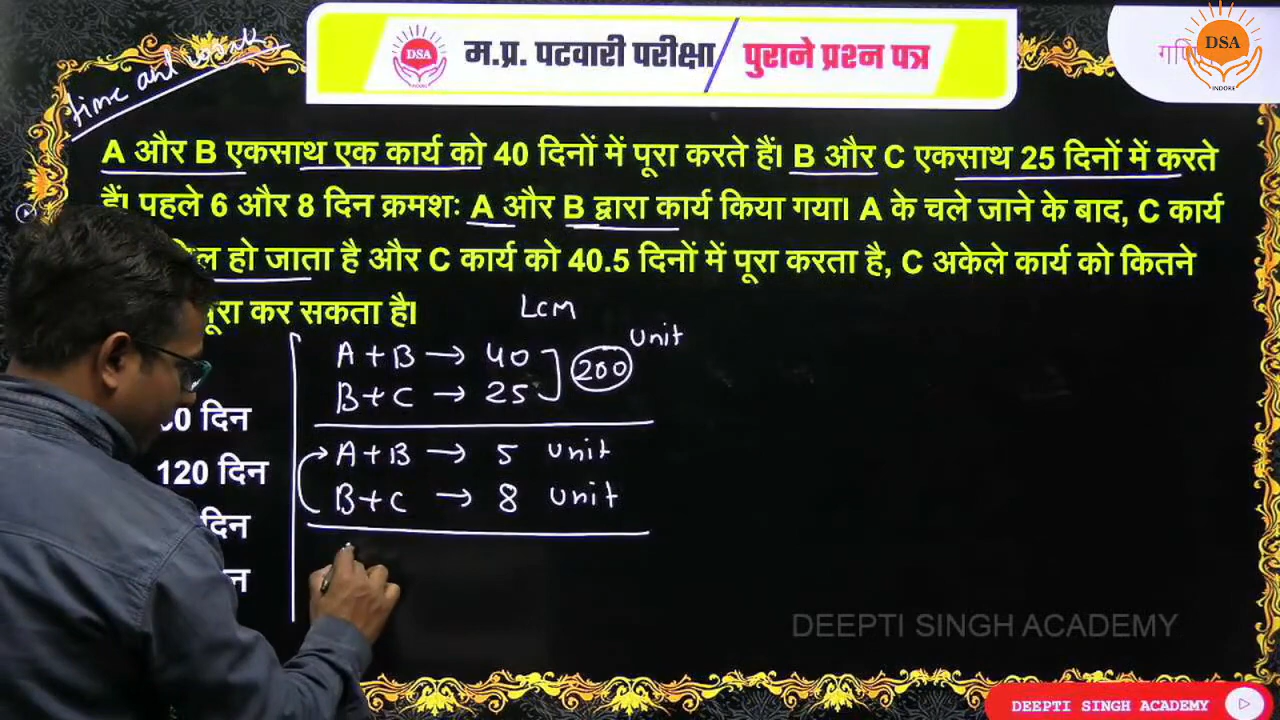 time and work
DSA
INDORE
म.प्र. पटवारी परीक्षा / पुराने प्रश्न पत्र
DSA
INDORE
A और B एकसाथ एक कार्य को 40 दिनों में पूरा करते हैं। B और C एकसाथ 25 दिनों में करते
हैं। पहले 6 और 8 दिन क्रमशः A और B द्वारा कार्य किया गया। A के चले जाने के बाद, C कार्य
हो जाता है और C कार्य को 40.5 दिनों में पूरा करता है, C अकेले कार्य को कितने
कर सकता है।
LCM
A + B → 40
200 unit
B + C → 25
A + B → 5 unit
B + C → 8 unit
दिन
120 दिन
दिन
DEEPTI SINGH ACADEMY
DEEPTI SINGH ACADEMY